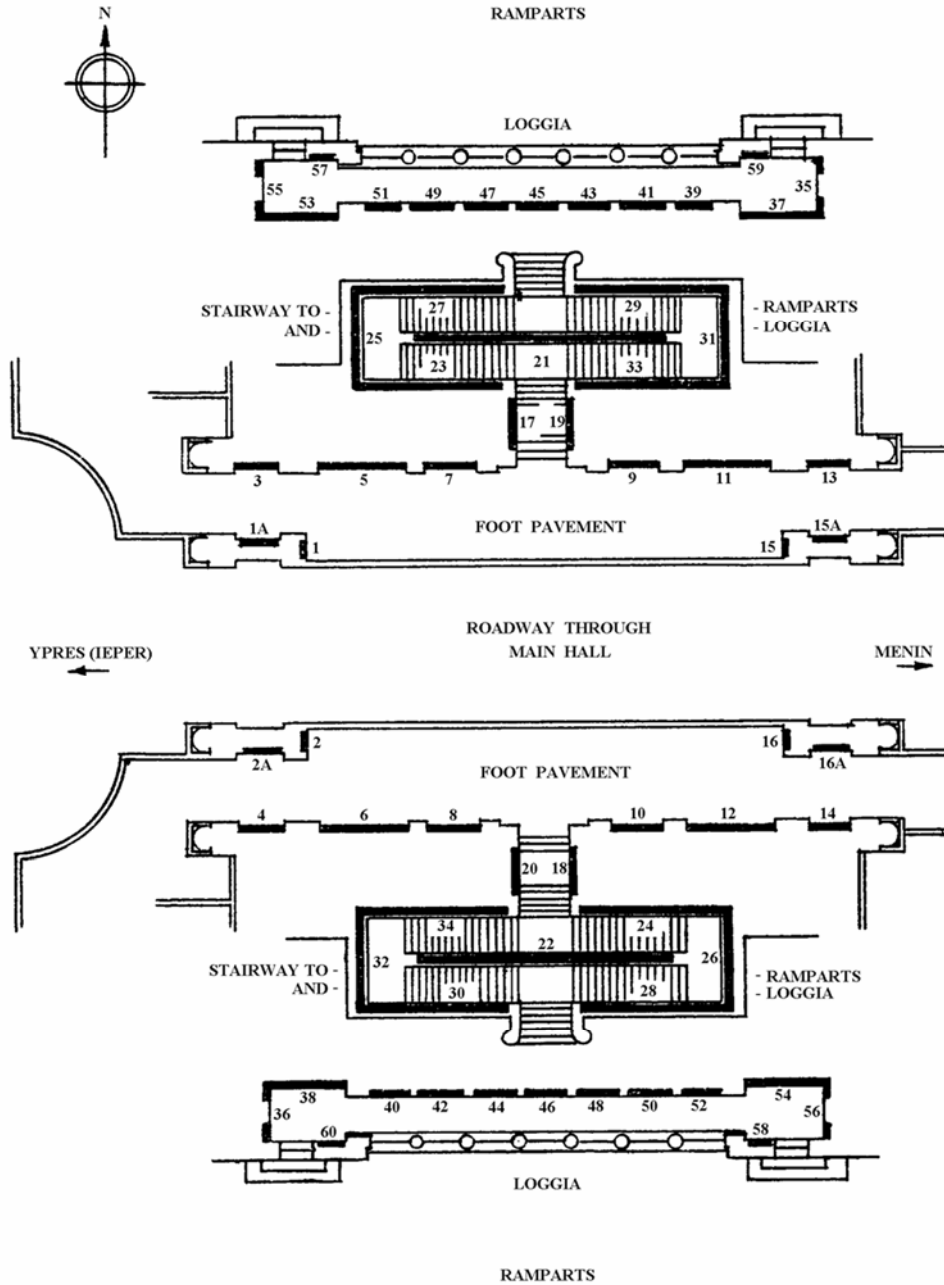 N
RAMPARTS
LOGGIA
57 59
55 35
53 51 49 47 45 43 41 39 37
STAIRWAY TO - 27 29 - RAMPARTS
AND - 25 31 - LOGGIA
23 21 33
17 19
3 5 7 9 11 13
1A FOOT PAVEMENT 15A
1 15
ROADWAY THROUGH
YPRES (IEPER) MAIN HALL MENIN
2 16
2A FOOT PAVEMENT 16A
4 6 8 10 12 14
20 18
34 22 24
STAIRWAY TO - 32 26 - RAMPARTS
AND - 30 28 - LOGGIA
38 54
36 40 42 44 46 48 50 52 56
60 58
LOGGIA
RAMPARTS